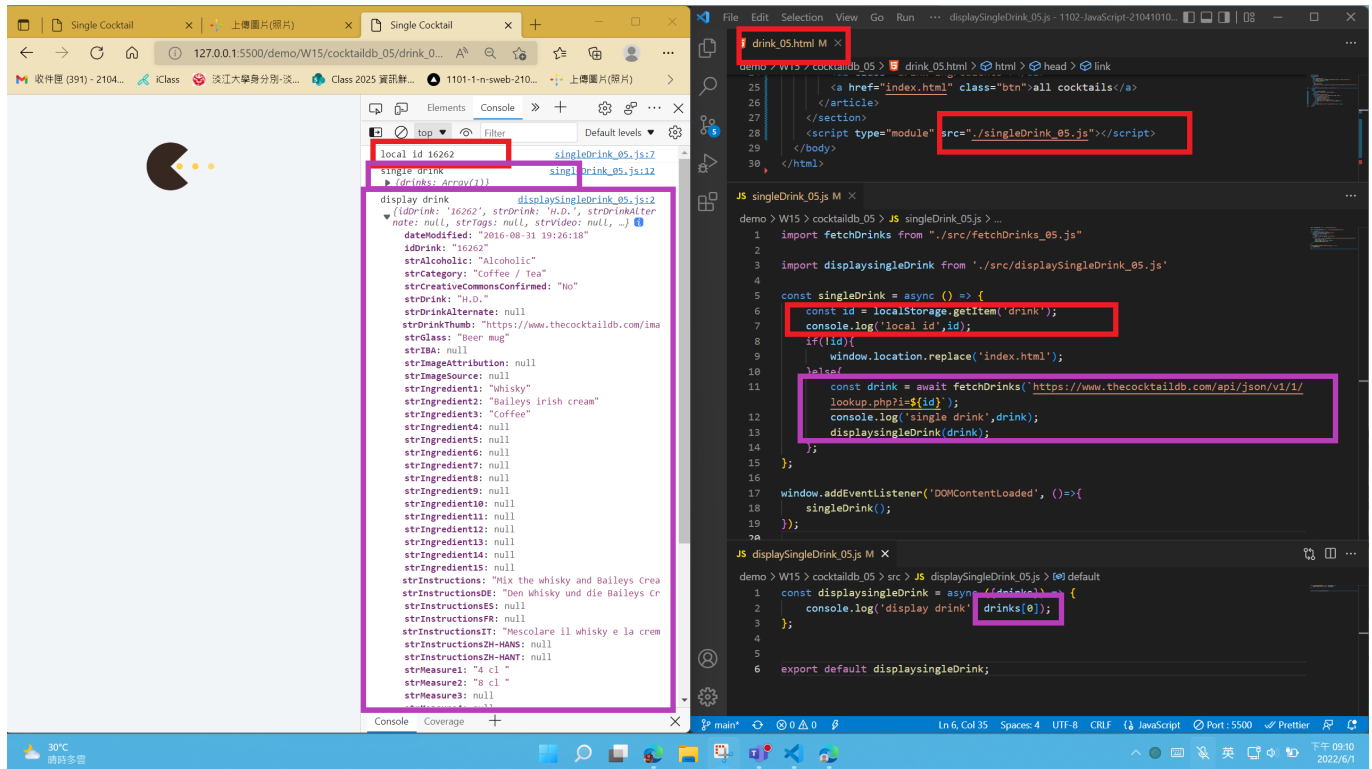 Single Cocktail
上傳圖片(照片)
Single Cocktail
127.0.0.1:5500/demo/W15/cocktaildb_05/drink_0...
收件匣 (391) - 2104...
iClass
淡江大學身分別-淡...
Class 2025 資訊鮮...
1101-1-n-sweb-210...
上傳圖片(照片)
Elements
Console
top
Filter
Default levels
local id 16262 singleDrink_05.js:7
single drink singleDrink_05.js:12
{drinks: Array(1)}
display drink displaySingleDrink_05.js:2
{idDrink: '16262', strDrink: 'H.D.', strDrinkAlter
nate: null, strTags: null, strVideo: null, …}
dateModified: "2016-08-31 19:26:18"
idDrink: "16262"
strAlcoholic: "Alcoholic"
strCategory: "Coffee / Tea"
strCreativeCommonsConfirmed: "No"
strDrink: "H.D."
strDrinkAlternate: null
strDrinkThumb: "https://www.thecocktaildb.com/ima
strGlass: "Beer mug"
strIBA: null
strImageAttribution: null
strImageSource: null
strIngredient1: "Whisky"
strIngredient2: "Baileys irish cream"
strIngredient3: "Coffee"
strIngredient4: null
strIngredient5: null
strIngredient6: null
strIngredient7: null
strIngredient8: null
strIngredient9: null
strIngredient10: null
strIngredient11: null
strIngredient12: null
strIngredient13: null
strIngredient14: null
strIngredient15: null
strInstructions: "Mix the whisky and Baileys Crea
strInstructionsDE: "Den Whisky und die Baileys Cr
strInstructionsES: null
strInstructionsFR: null
strInstructionsIT: "Mescolare il whisky e la crem
strInstructionsZH-HANS: null
strInstructionsZH-HANT: null
strMeasure1: "4 cl "
strMeasure2: "8 cl "
strMeasure3: null
Console
Coverage
File Edit Selection View Go Run ··· displaySingleDrink_05.js - 1102-JavaScript-21041010...
drink_05.html M
demo > W15 > cocktaildb_05 > drink_05.html > html > head > link
25 <a href="index.html" class="btn">all cocktails</a>
26 </article>
27 </section>
28 <script type="module" src="./singleDrink_05.js"></script>
29 </body>
30 </html>
JS singleDrink_05.js M
demo > W15 > cocktaildb_05 > JS singleDrink_05.js > ...
1 import fetchDrinks from "./src/fetchDrinks_05.js"
2
3 import displaysingleDrink from './src/displaySingleDrink_05.js'
4
5 const singleDrink = async () => {
6 const id = localStorage.getItem('drink');
7 console.log('local id',id);
8 if(!id){
9 window.location.replace('index.html');
10 }else{
11 const drink = await fetchDrinks(`https://www.thecocktaildb.com/api/json/v1/1/
lookup.php?i=${id}`);
12 console.log('single drink',drink);
13 displaysingleDrink(drink);
14 };
15 };
16
17 window.addEventListener('DOMContentLoaded', ()=>{
18 singleDrink();
19 });
20
JS displaySingleDrink_05.js M
demo > W15 > cocktaildb_05 > src > JS displaySingleDrink_05.js > default
1 const displaysingleDrink = async ({drinks}) => {
2 console.log('display drink' drinks[0]);
3 };
4
5
6 export default displaysingleDrink;
5
main*
0
0
Ln 6, Col 35
Spaces: 4
UTF-8
CRLF
JavaScript
Port : 5500
Prettier
30°C
晴時多雲
英
下午 09:10
2022/6/1